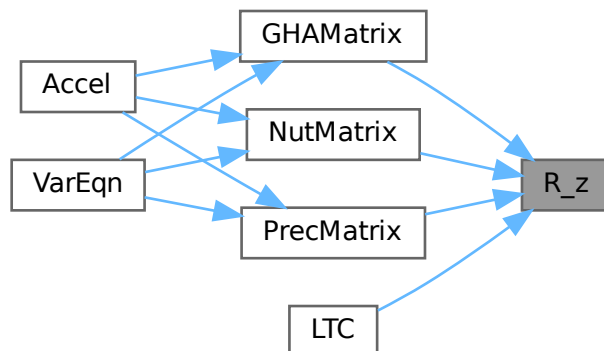 GHAMatrix
Accel
NutMatrix
VarEqn
R_z
PrecMatrix
LTC